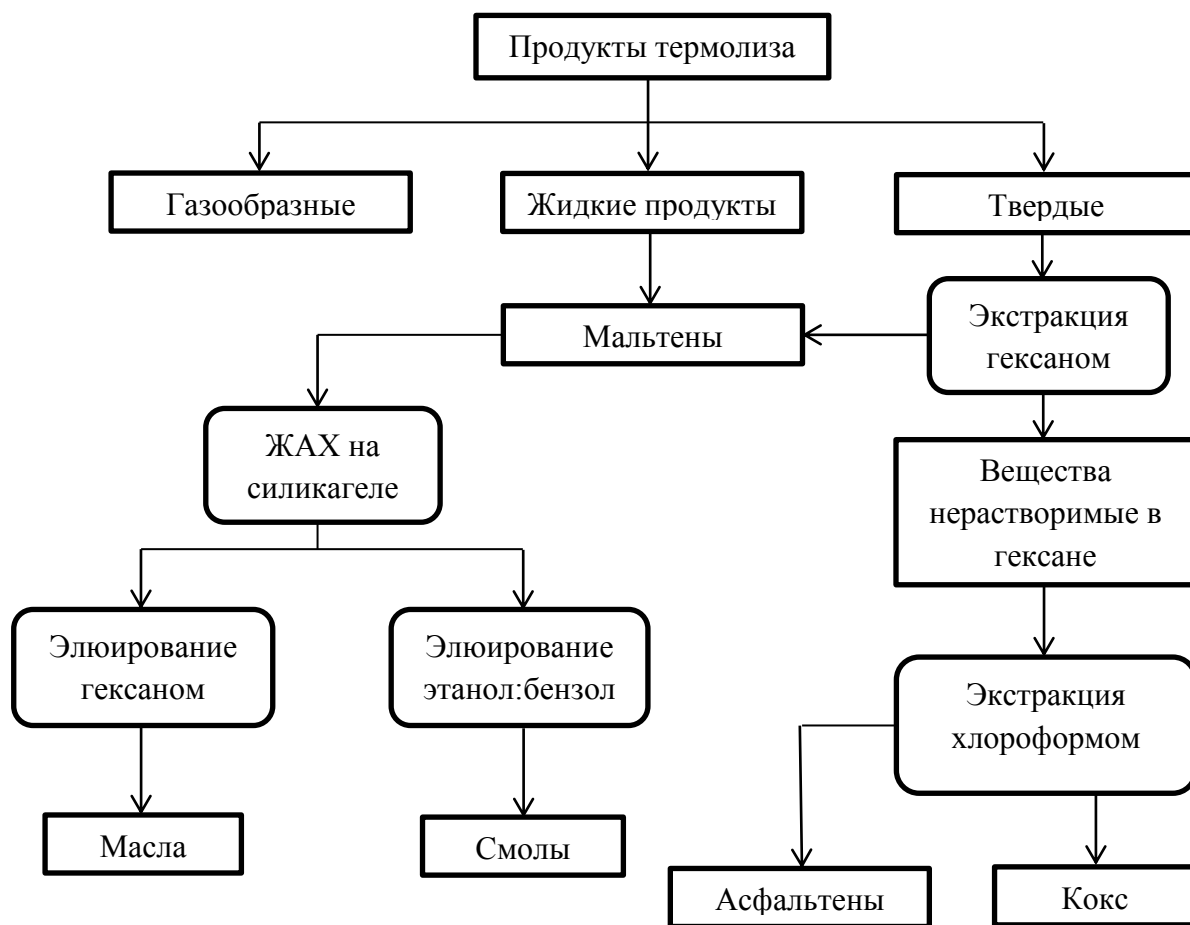 Продукты термолиза
Газообразные
Жидкие продукты
Твердые
Мальтены
Экстракция
гексаном
ЖАХ на
силикагеле
Вещества
нерастворимые в
гексане
Элюирование
гексаном
Элюирование
этанол:бензол
Экстракция
хлороформом
Масла
Смолы
Асфальтены
Кокс